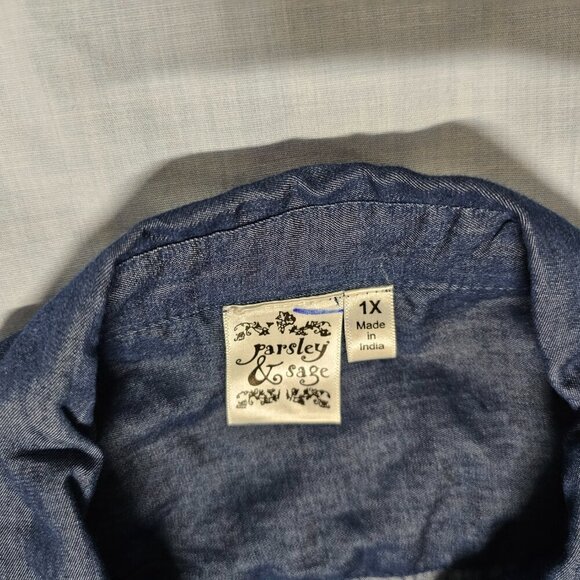 parsley
& sage
1X
Made in
India